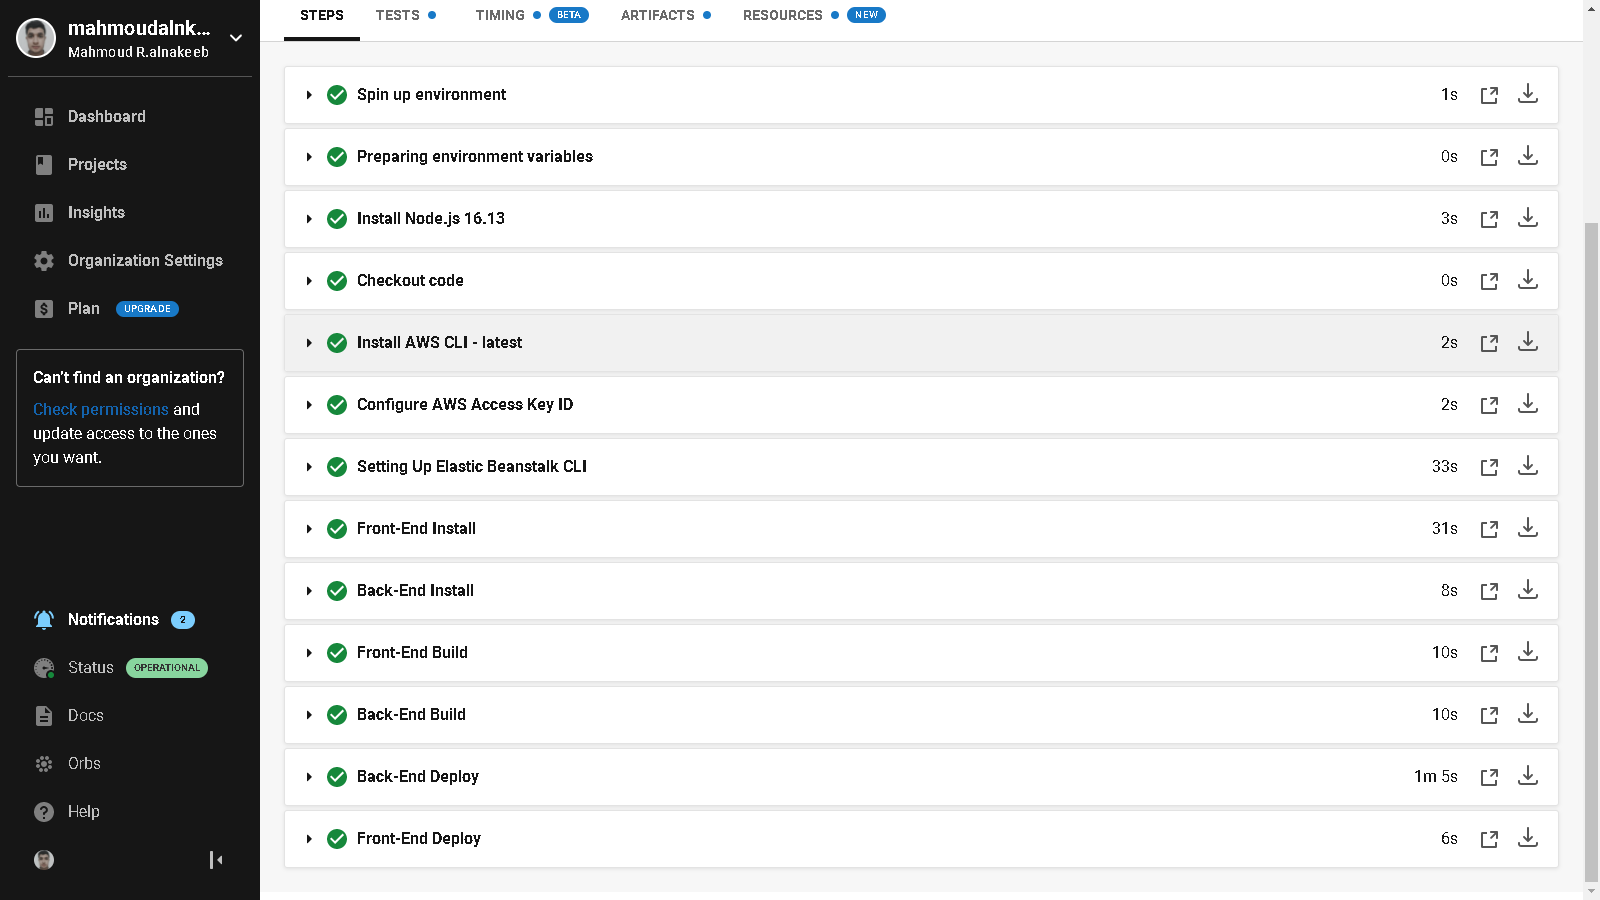 mahmoudalnk...
Mahmoud R.alnakeeb
Dashboard
Projects
Insights
Organization Settings
Plan UPGRADE
Can't find an organization?
Check permissions and
update access to the ones
you want.
Notifications 2
Status OPERATIONAL
Docs
Orbs
Help
STEPS TESTS TIMING BETA ARTIFACTS RESOURCES NEW
Spin up environment 1s
Preparing environment variables 0s
Install Node.js 16.13 3s
Checkout code 0s
Install AWS CLI - latest 2s
Configure AWS Access Key ID 2s
Setting Up Elastic Beanstalk CLI 33s
Front-End Install 31s
Back-End Install 8s
Front-End Build 10s
Back-End Build 10s
Back-End Deploy 1m 5s
Front-End Deploy 6s